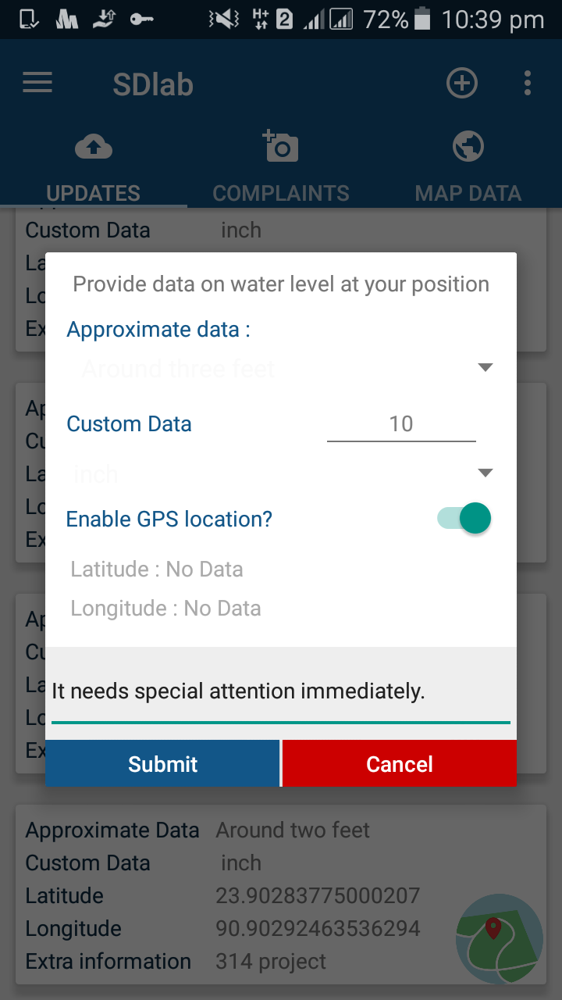 H+ 2 72% 10:39 pm
SDlab
UPDATES COMPLAINTS MAP DATA
Custom Data inch
La
Lo
Ex
Provide data on water level at your position
Approximate data :
Around three feet
Ap
Custom Data 10
Cu
La inch
Lo
Enable GPS location?
Ex
Latitude : No Data
Longitude : No Data
Ap
Cu
La
It needs special attention immediately.
Lo
Ex
Submit Cancel
Approximate Data Around two feet
Custom Data inch
Latitude 23.90283775000207
Longitude 90.90292463536294
Extra information 314 project